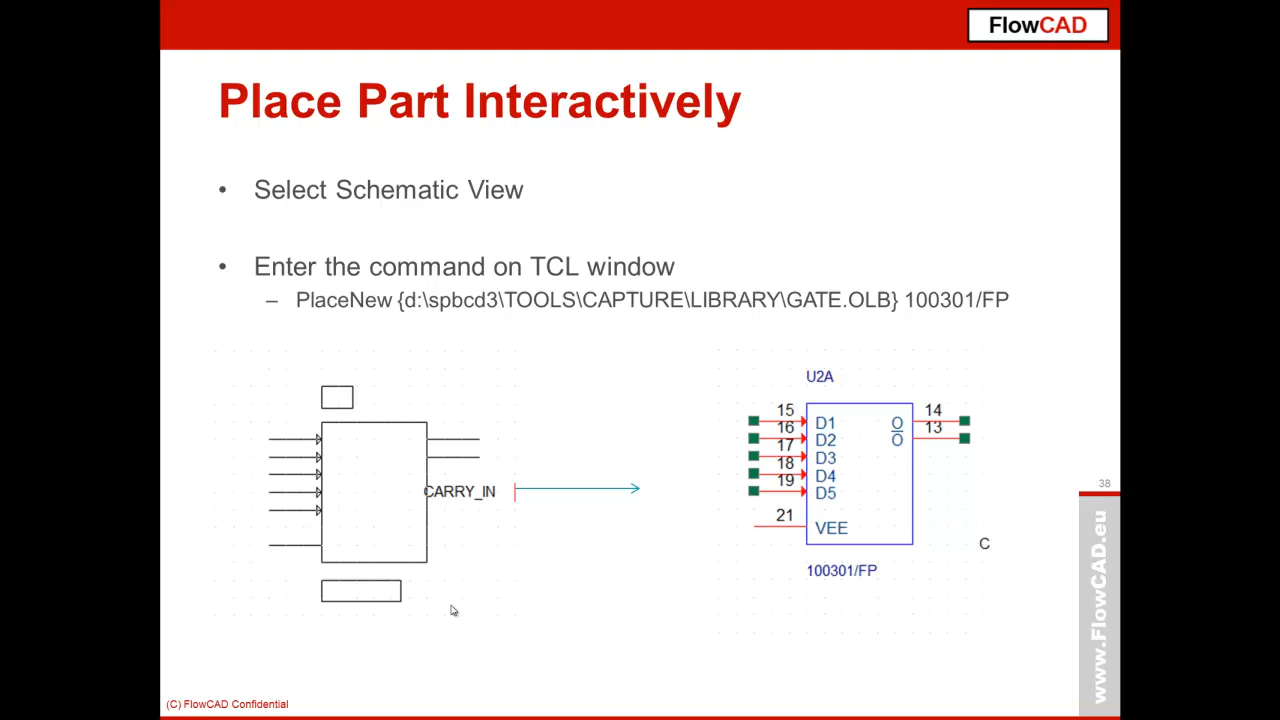 FlowCAD
Place Part Interactively
• Select Schematic View
• Enter the command on TCL window
– PlaceNew {d:\spbcd3\TOOLS\CAPTURE\LIBRARY\GATE.OLB} 100301/FP
CARRY_IN
U2A
15 D1 O 14
16 D2 O 13
17 D3
18 D4
19 D5
21 VEE
C
100301/FP
38
www.FlowCAD.eu
(C) FlowCAD Confidential